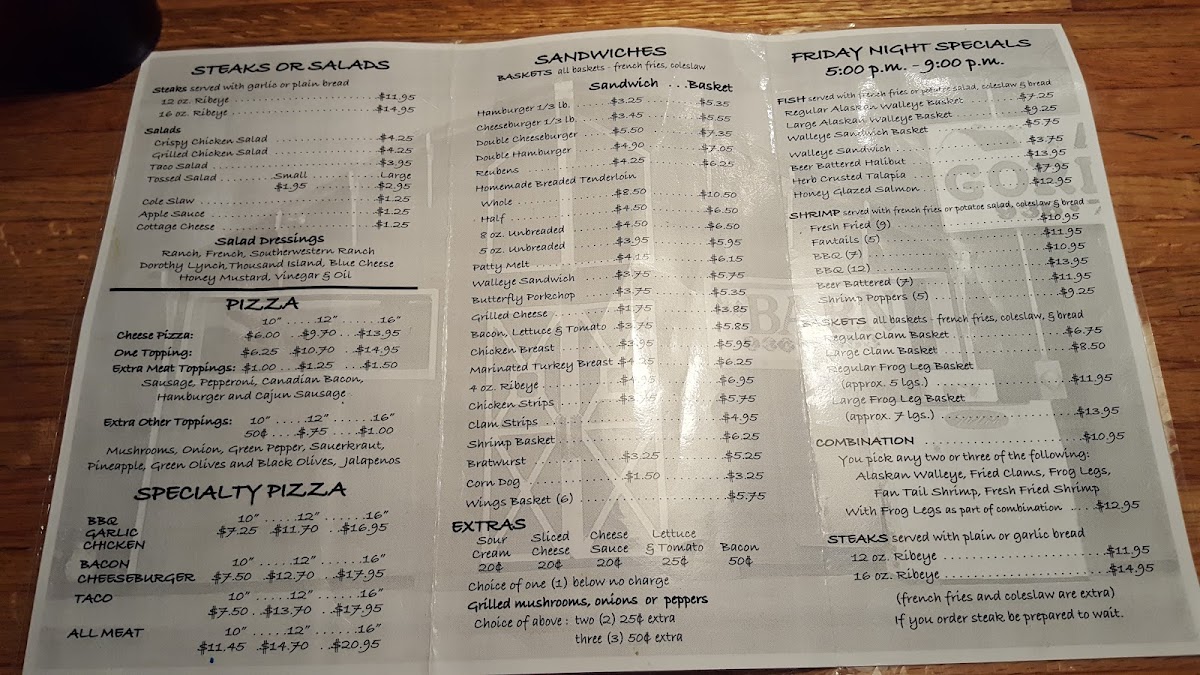 STEAKS OR SALADS
Steaks served with garlic or plain bread
12 oz. Ribeye $11.95
16 oz. Ribeye $14.95
Salads
Crispy Chicken Salad $4.25
Grilled Chicken Salad $4.25
Taco Salad $3.95
Tossed Salad Small Large
$1.95 $2.95
Cole Slaw $1.25
Apple Sauce $1.25
Cottage Cheese $1.25
Salad Dressings
Ranch, French, Southerwestern Ranch
Dorothy Lynch, Thousand Island, Blue Cheese
Honey Mustard, Vinegar & Oil
PIZZA
10" 12" 16"
Cheese Pizza: $6.00 $9.70 $13.95
One Topping: $6.25 $10.70 $14.95
Extra Meat Toppings: $1.00 $1.25 $1.50
Sausage, Pepperoni, Canadian Bacon,
Hamburger and Cajun Sausage
Extra Other Toppings: 10" 12" 16"
50¢ $.75 $1.00
Mushrooms, Onion, Green Pepper, Sauerkraut,
Pineapple, Green Olives and Black Olives, Jalapenos
SPECIALTY PIZZA
BBQ 10" 12" 16"
GARLIC $7.25 $11.70 $16.95
CHICKEN
BACON 10" 12" 16"
CHEESEBURGER $7.50 $12.70 $17.95
TACO 10" 12" 16"
$7.50 $13.70 $17.95
ALL MEAT 10" 12" 16"
$11.45 $14.70 $20.95
SANDWICHES
BASKETS all baskets - french fries, coleslaw
Sandwich ...Basket
Hamburger 1/3 lb. $3.25 $5.35
Cheeseburger 1/3 lb. $3.45 $5.55
Double Cheeseburger $5.50 $7.35
Double Hamburger $4.90 $7.05
Reubens $4.25 $6.25
Homemade Breaded Tenderloin
Whole $8.50 $10.50
Half $4.50 $6.50
8 oz. Unbreaded $4.50 $6.50
5 oz. Unbreaded $3.95 $5.95
Patty Melt $4.15 $6.15
Walleye Sandwich $3.75 $5.75
Butterfly Porkchop $3.75 $5.35
Grilled Cheese $1.75 $3.85
Bacon, Lettuce & Tomato $3.75 $5.85
Chicken Breast $3.95 $5.95
Marinated Turkey Breast $4.25 $6.25
4 oz. Ribeye $6.95
Chicken Strips $5.75
Clam Strips $4.95
Shrimp Basket $6.25
Bratwurst $3.25 $5.25
Corn Dog $1.50 $3.25
Wings Basket (6) $5.75
EXTRAS
Sour Sliced Cheese Lettuce
Cream Cheese Sauce & Tomato Bacon
20¢ 20¢ 20¢ 25¢ 50¢
Choice of one (1) below no charge
Grilled mushrooms, onions or peppers
Choice of above: two (2) 25¢ extra
three (3) 50¢ extra
FRIDAY NIGHT SPECIALS
5:00 p.m. - 9:00 p.m.
FISH served with french fries or potatoe salad, coleslaw & bread
Regular Alaskan Walleye Basket $7.25
Large Alaskan Walleye Basket $9.25
Walleye Sandwich Basket $5.75
Walleye Sandwich $3.75
Beer Battered Halibut $13.95
Herb Crusted Talapia $7.95
Honey Glazed Salmon $12.95
SHRIMP served with french fries or potatoe salad, coleslaw & bread
Fresh Fried (9) $10.95
Fantails (5) $11.95
BBQ (7) $10.95
BBQ (12) $13.95
Beer Battered (7) $11.95
Shrimp Poppers (5) $9.25
BASKETS all baskets - french fries, coleslaw, & bread
Regular Clam Basket $6.75
Large Clam Basket $8.50
Regular Frog Leg Basket
(approx. 5 lgs.) $11.95
Large Frog Leg Basket
(approx. 7 lgs.) $13.95
COMBINATION $10.95
You pick any two or three of the following:
Alaskan Walleye, Fried Clams, Frog Legs,
Fan Tail Shrimp, Fresh Fried Shrimp
With Frog Legs as part of combination $12.95
STEAKS served with plain or garlic bread
12 oz. Ribeye $11.95
16 oz. Ribeye $14.95
(french fries and coleslaw are extra)
If you order steak be prepared to wait.